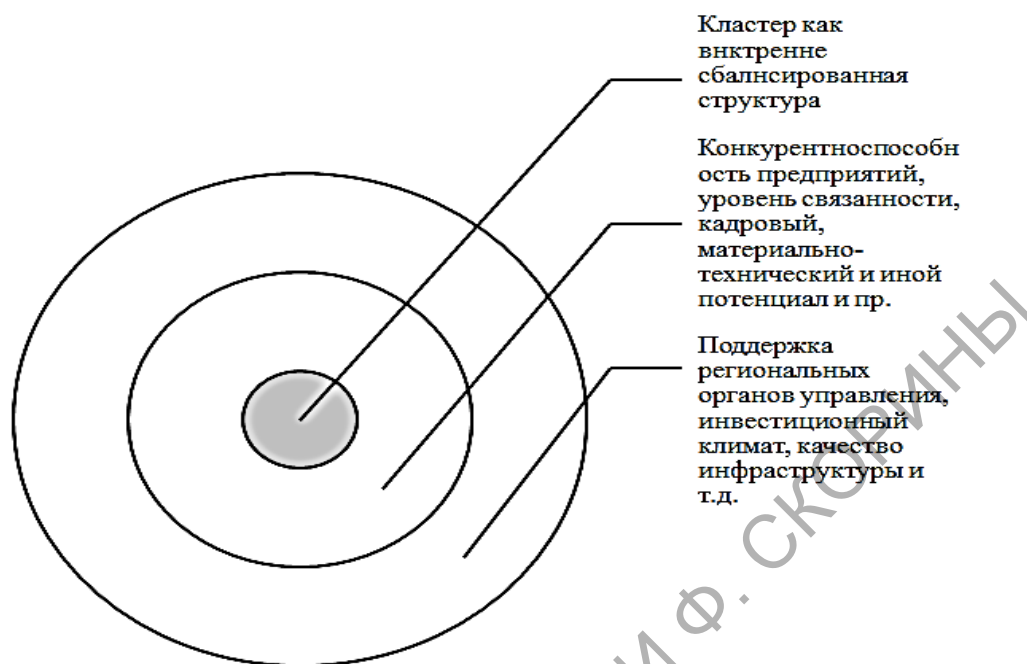 Кластер как
внктренне
сбалнсированная
структура
Конкурентноспособн
ость предприятий,
уровень связанности,
кадровый,
материально-
технический и иной
потенциал и пр.
Поддержка
региональных
органов управления,
инвестиционный
климат, качество
инфраструктуры и
т.д.
И Ф. СКОРИНЫ